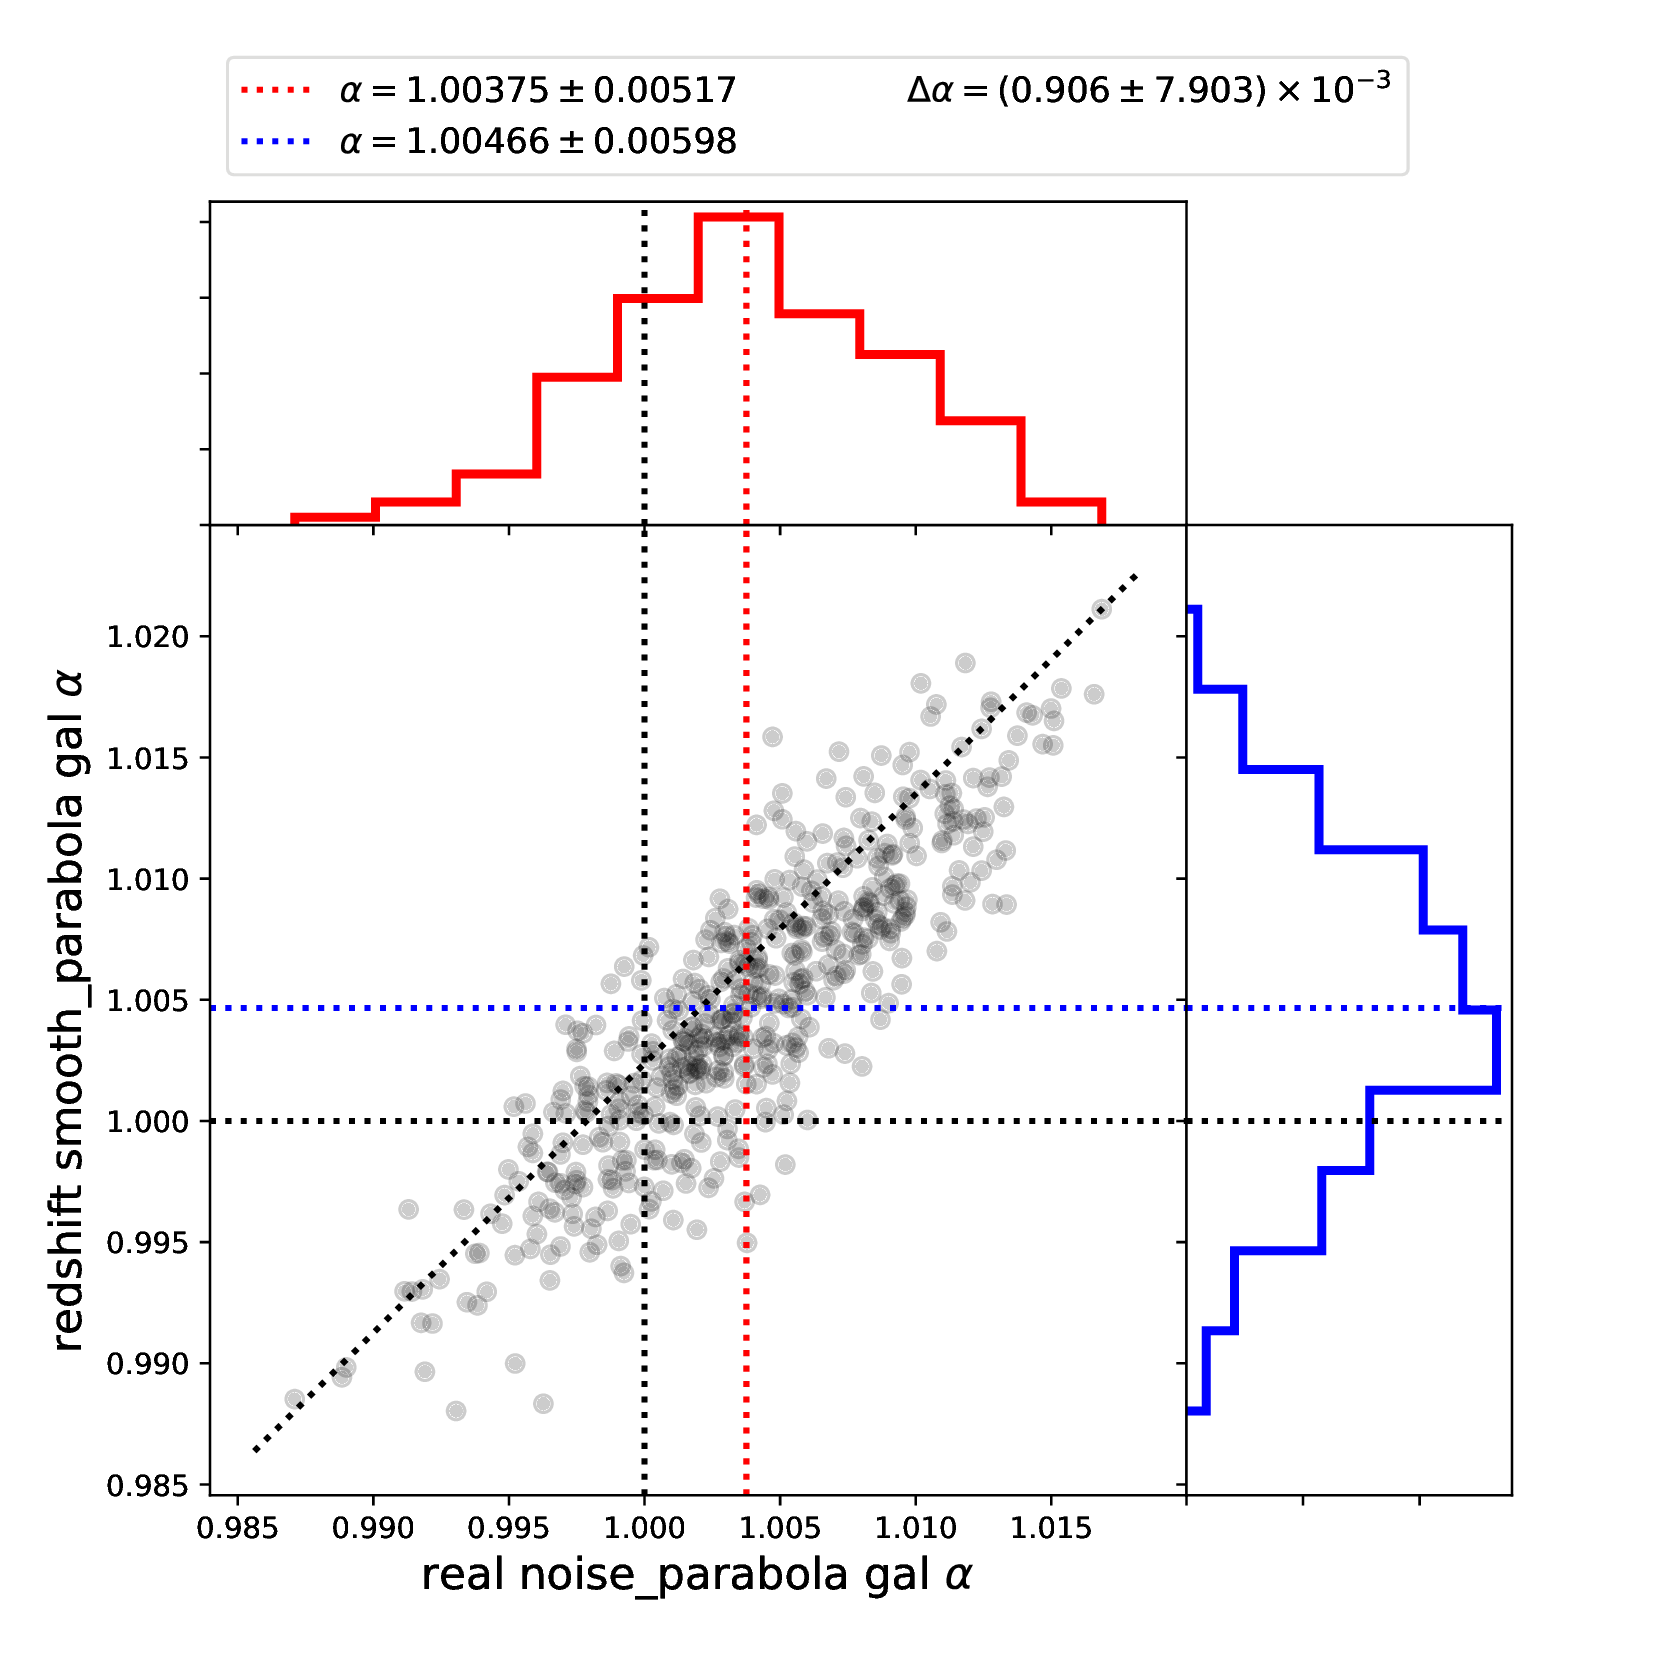 α = 1.00375 ± 0.00517
Δα = (0.906 ± 7.903) × 10⁻³
α = 1.00466 ± 0.00598
1.020
1.015
1.010
1.005
1.000
0.995
0.990
0.985
redshift smooth_parabola gal α
0.985 0.990 0.995 1.000 1.005 1.010 1.015
real noise_parabola gal α